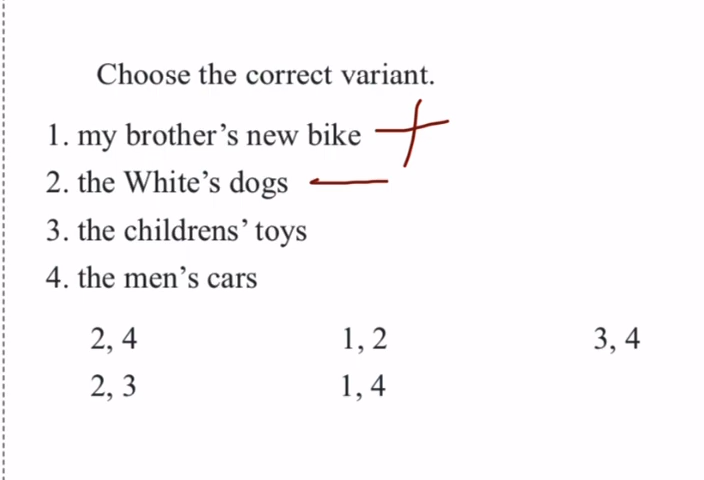 Choose the correct variant.
1. my brother’s new bike +
2. the White’s dogs –
3. the childrens’ toys
4. the men’s cars
2, 4 1, 2 3, 4
2, 3 1, 4